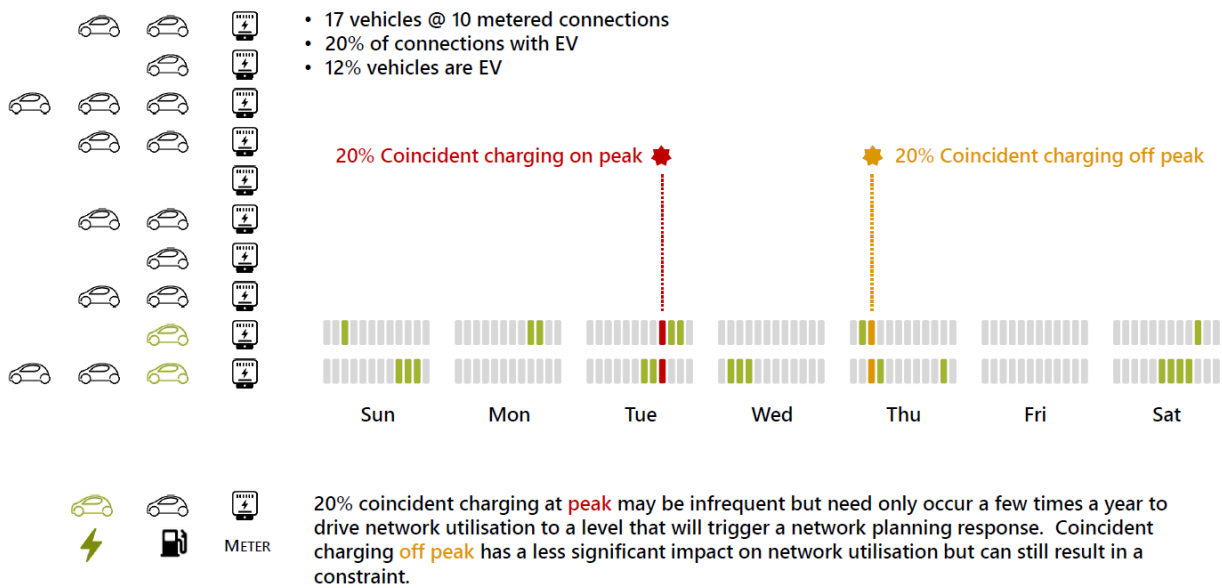 • 17 vehicles @ 10 metered connections
• 20% of connections with EV
• 12% vehicles are EV
20% Coincident charging on peak
20% Coincident charging off peak
Sun Mon Tue Wed Thu Fri Sat
METER
20% coincident charging at peak may be infrequent but need only occur a few times a year to
drive network utilisation to a level that will trigger a network planning response. Coincident
charging off peak has a less significant impact on network utilisation but can still result in a
constraint.